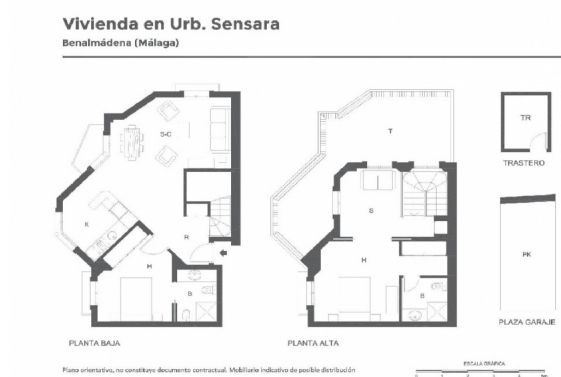 Vivienda en Urb. Sensara
Benalmádena (Málaga)
S-C
T
TR
TRASTERO
K
R
S
H
B
H
B
PK
PLANTA BAJA
PLANTA ALTA
PLAZA GARAJE
Plano orientativo, no constituye documento contractual. Mobiliario indicativo de posible distribución
ESCALA GRÁFICA